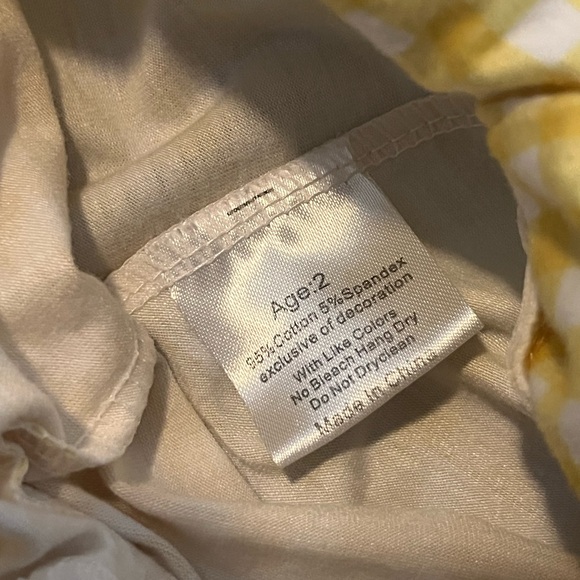 Age:2
95%Cotton 5%Spandex
exclusive of decoration
With Like Colors
No Bleach Hang Dry
Do Not Dryclean
Made In China